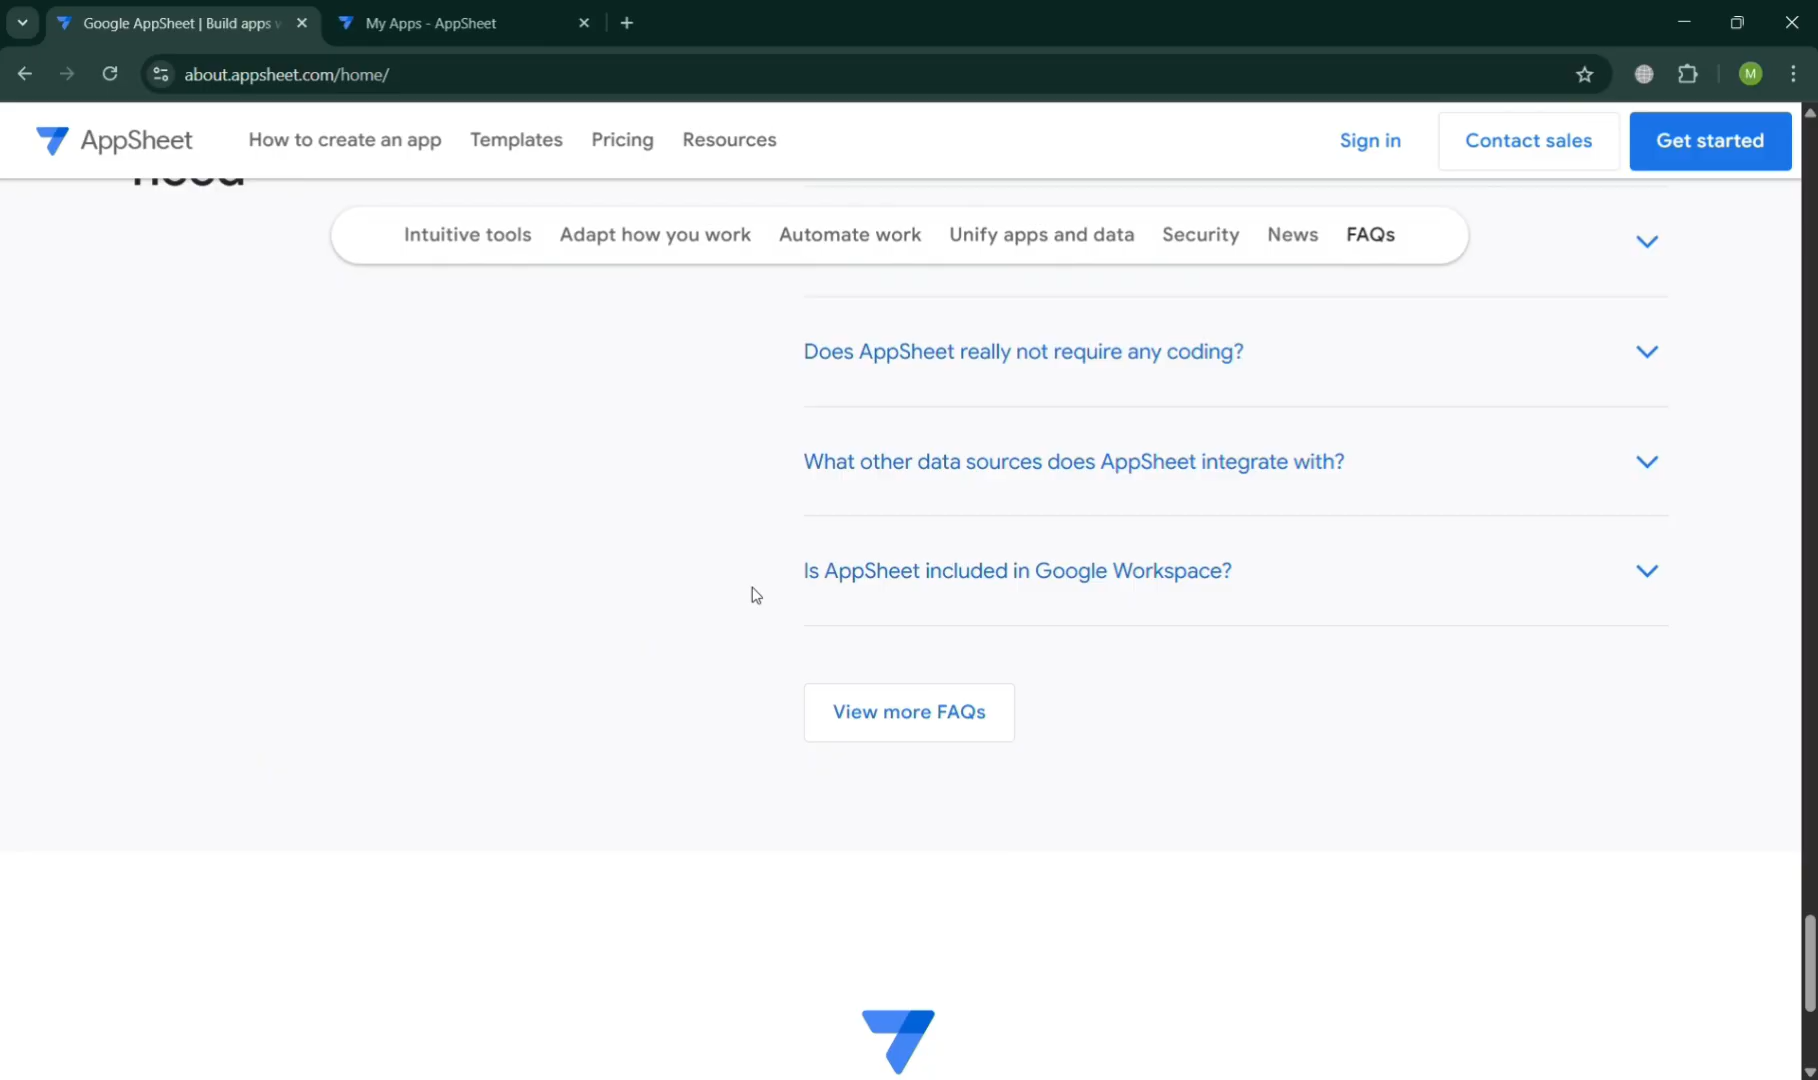 Google AppSheet | Build apps
My Apps - AppSheet
about.appsheet.com/home/
M
AppSheet
How to create an app
Templates
Pricing
Resources
Sign in
Contact sales
Get started
Intuitive tools
Adapt how you work
Automate work
Unify apps and data
Security
News
FAQs
Does AppSheet really not require any coding?
What other data sources does AppSheet integrate with?
Is AppSheet included in Google Workspace?
View more FAQs